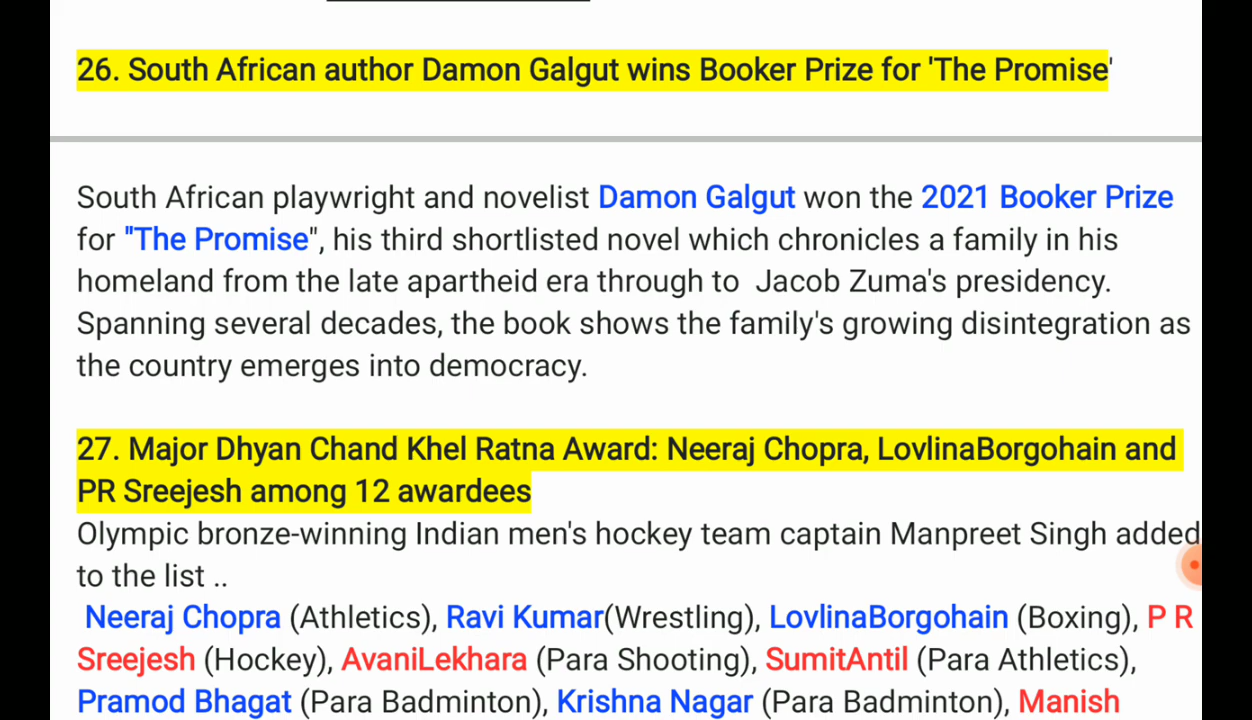 26. South African author Damon Galgut wins Booker Prize for 'The Promise'
South African playwright and novelist Damon Galgut won the 2021 Booker Prize
for "The Promise", his third shortlisted novel which chronicles a family in his
homeland from the late apartheid era through to  Jacob Zuma's presidency.
Spanning several decades, the book shows the family's growing disintegration as
the country emerges into democracy.
27. Major Dhyan Chand Khel Ratna Award: Neeraj Chopra, LovlinaBorgohain and
PR Sreejesh among 12 awardees
Olympic bronze-winning Indian men's hockey team captain Manpreet Singh added
to the list ..
Neeraj Chopra (Athletics), Ravi Kumar(Wrestling), LovlinaBorgohain (Boxing), P R
Sreejesh (Hockey), AvaniLekhara (Para Shooting), SumitAntil (Para Athletics),
Pramod Bhagat (Para Badminton), Krishna Nagar (Para Badminton), Manish